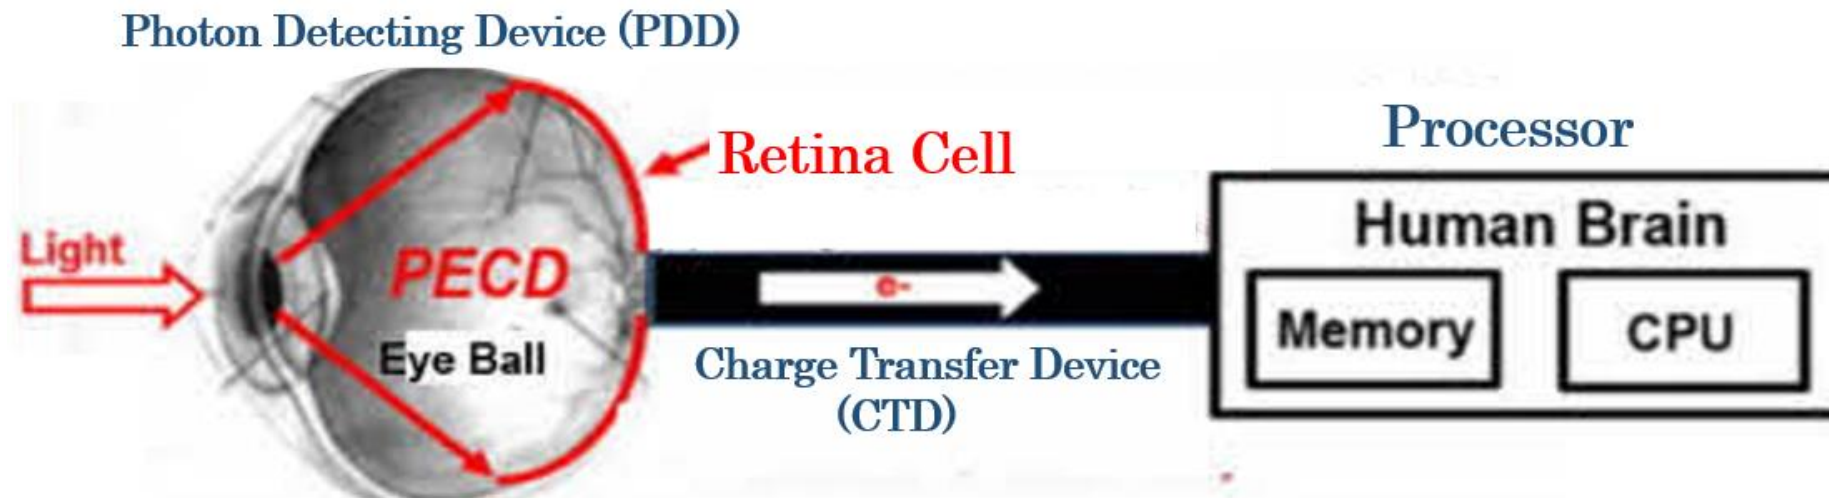 Photon Detecting Device (PDD)
Processor
Retina Cell
Human Brain
Light
PECD
e-
Memory
CPU
Eye Ball
Charge Transfer Device
(CTD)